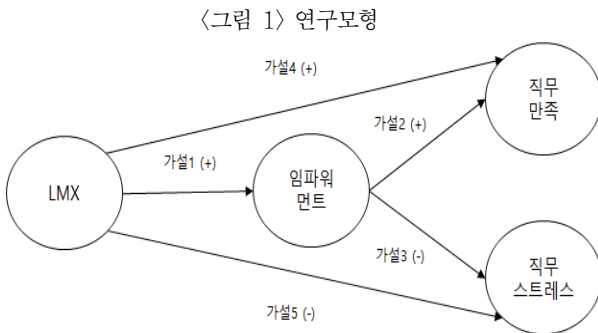 〈그림 1〉 연구모형
가설4 (+)
직무
만족
가설2 (+)
가설1 (+)
임파워
먼트
LMX
가설3 (-)
직무
스트레스
가설5 (-)